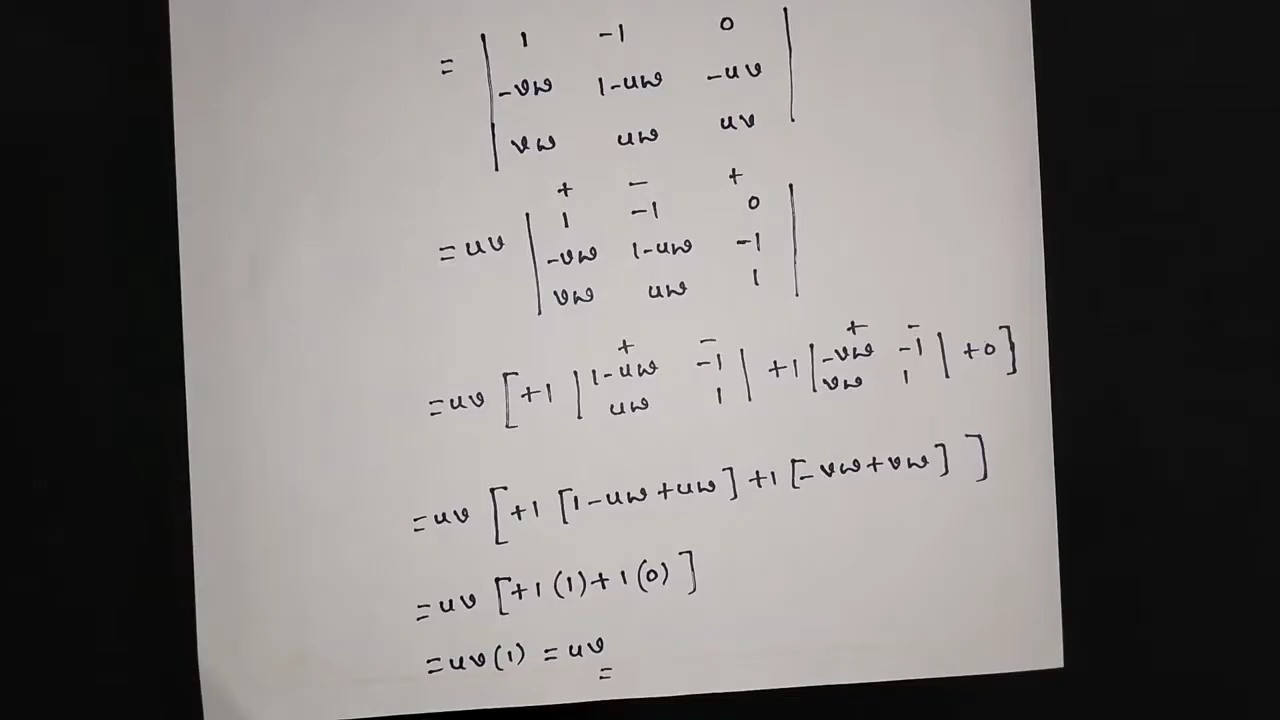 = | 1 -1 0 |
| -vw 1-uw -uv |
| vw uw uv |
+ - +
= uv | 1 -1 0 |
| -vw 1-uw -1 |
| vw uw 1 |
+ - + -
= uv [ +1 | 1-uw -1 | +1 | -vw -1 | +0 ]
| uw 1 | | vw 1 |
= uv [ +1 [ 1-uw+uw ] +1 [ -vw+vw ] ]
= uv [ +1 (1) + 1 (0) ]
= uv (1) = uv
=